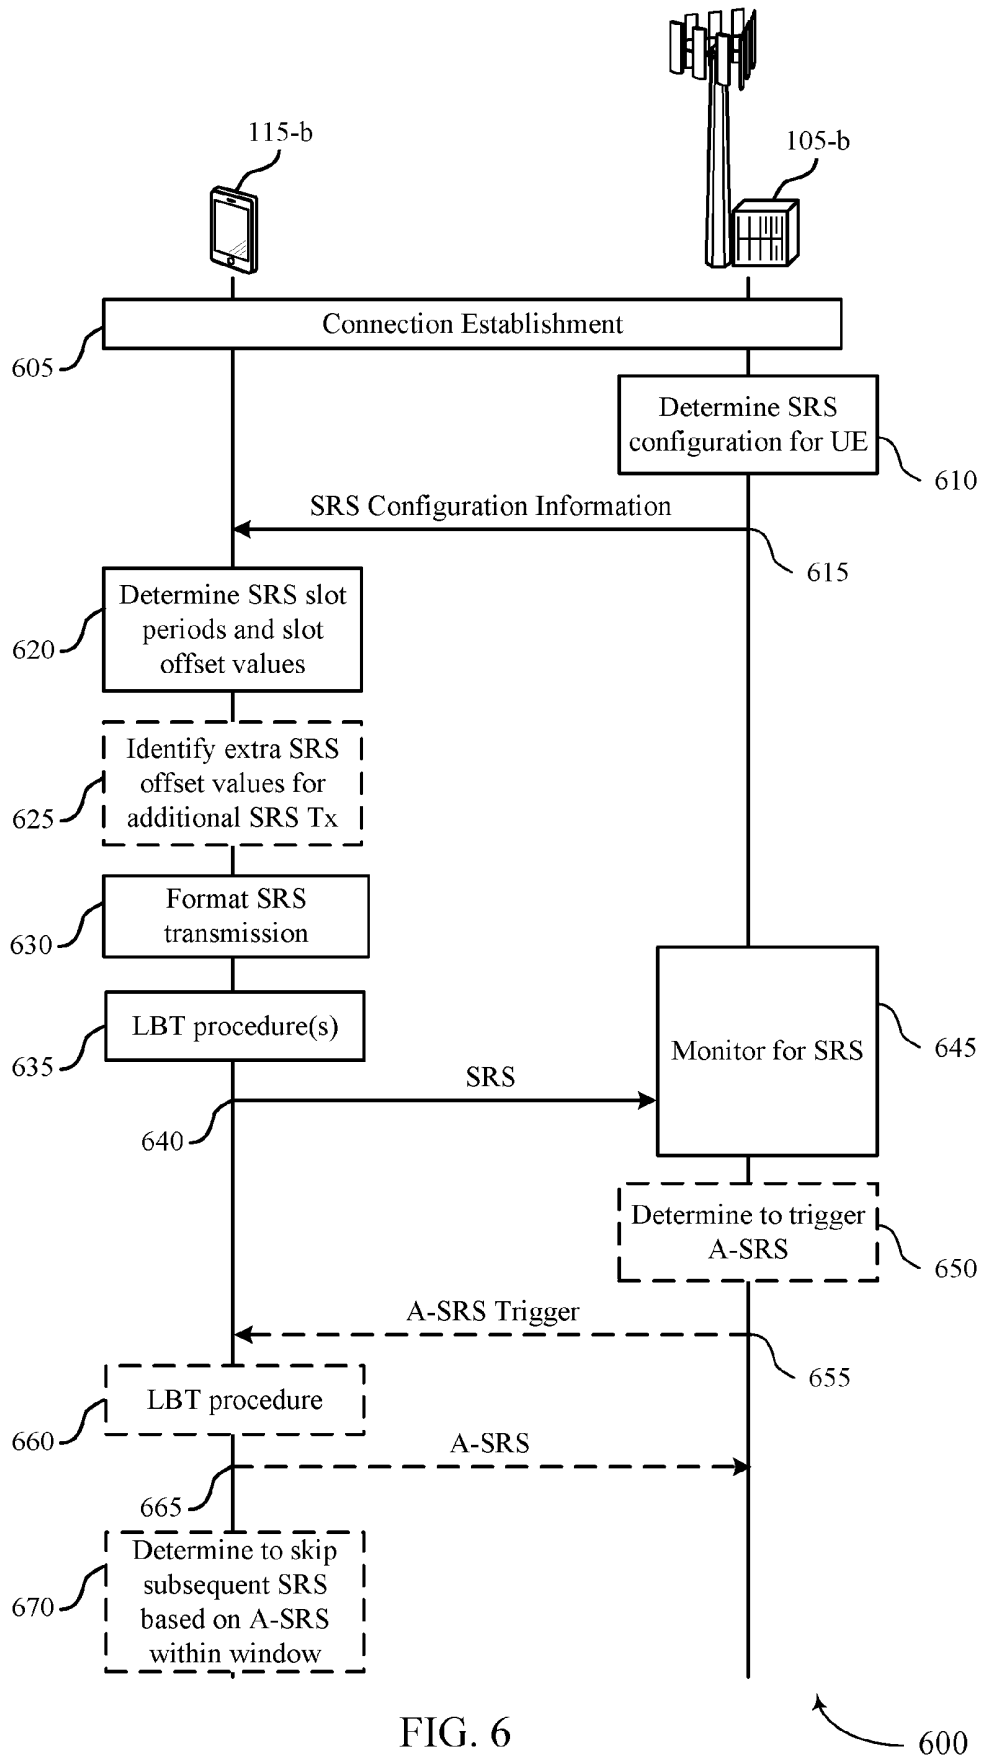 115-b
105-b
Connection Establishment
605
Determine SRS
configuration for UE
610
SRS Configuration Information
615
Determine SRS slot
periods and slot
offset values
620
Identify extra SRS
offset values for
additional SRS Tx
625
Format SRS
transmission
630
LBT procedure(s)
635
Monitor for SRS
645
SRS
640
Determine to trigger
A-SRS
650
A-SRS Trigger
655
LBT procedure
660
A-SRS
665
Determine to skip
subsequent SRS
based on A-SRS
within window
670
FIG. 6
600